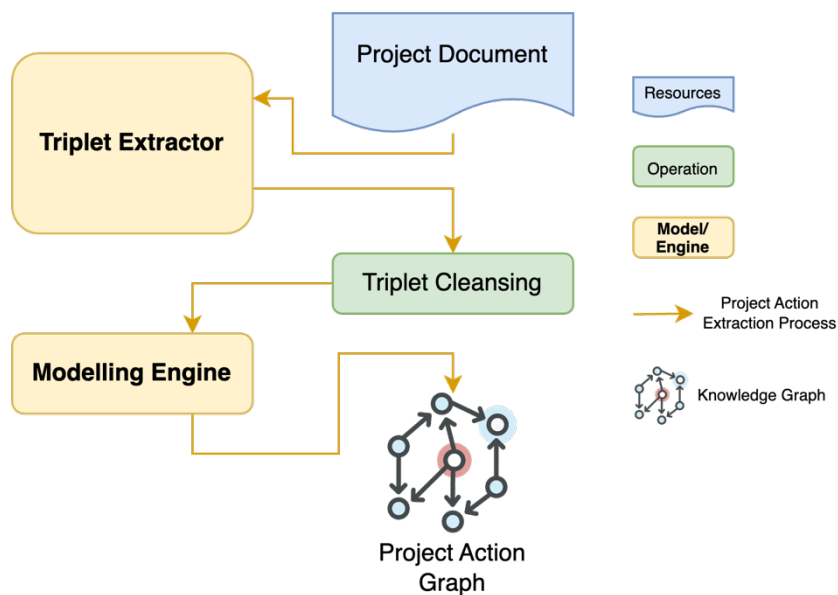 Project Document
Triplet Extractor
Triplet Cleansing
Modelling Engine
Project Action
Graph
Resources
Operation
Model/
Engine
Project Action
Extraction Process
Knowledge Graph